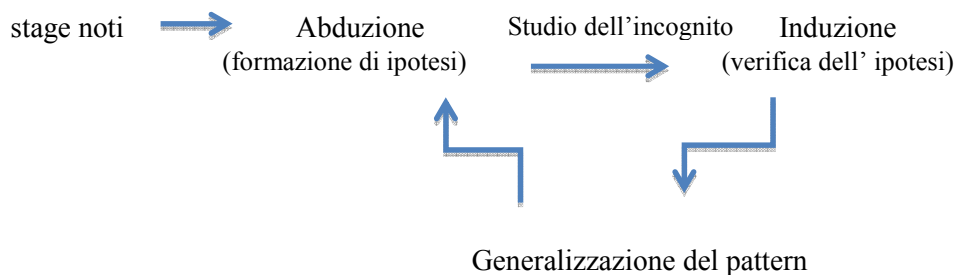 stage noti
Abduzione
(formazione di ipotesi)
Studio dell’incognito
Induzione
(verifica dell’ ipotesi)
Generalizzazione del pattern